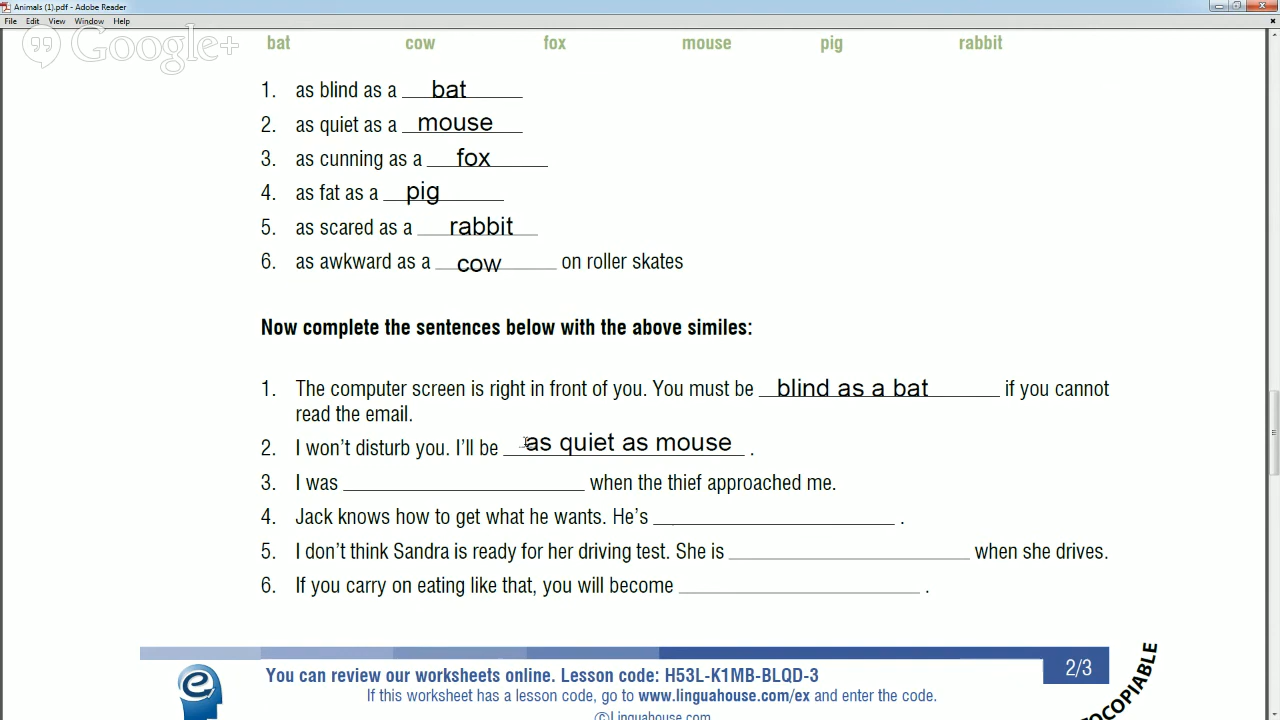 Animals (1).pdf - Adobe Reader
File Edit View Window Help
Google+
bat cow fox mouse pig rabbit
1. as blind as a bat
2. as quiet as a mouse
3. as cunning as a fox
4. as fat as a pig
5. as scared as a rabbit
6. as awkward as a cow on roller skates
Now complete the sentences below with the above similes:
1. The computer screen is right in front of you. You must be blind as a bat if you cannot
read the email.
2. I won't disturb you. I'll be as quiet as mouse .
3. I was when the thief approached me.
4. Jack knows how to get what he wants. He's .
5. I don't think Sandra is ready for her driving test. She is when she drives.
6. If you carry on eating like that, you will become .
You can review our worksheets online. Lesson code: H53L-K1MB-BLQD-3
2/3
If this worksheet has a lesson code, go to www.linguahouse.com/ex and enter the code.
©Linguahouse.com